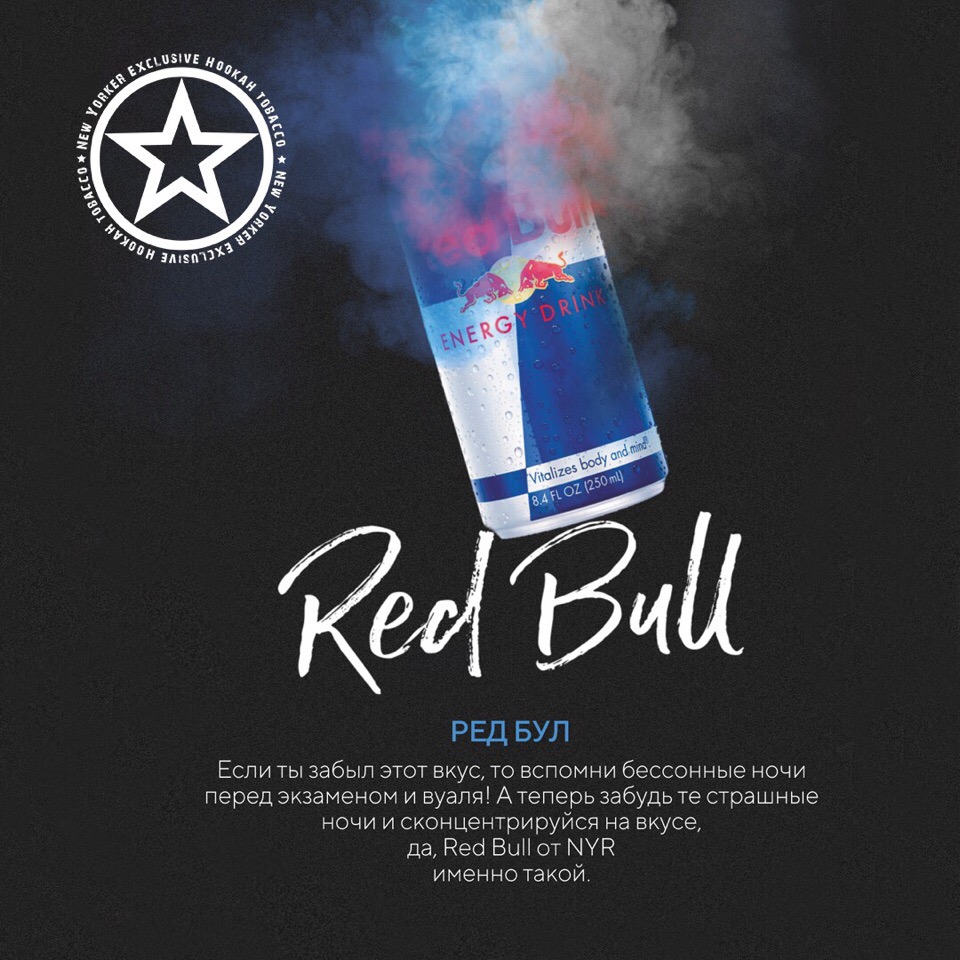 ★ NEW YORKER EXCLUSIVE HOOKAH TOBACCO ★ NEW YORKER EXCLUSIVE HOOKAH TOBACCO
Red Bull
ENERGY DRINK
Vitalizes body and mind®
8.4 FL OZ (250 mL)
Red Bull
РЕД БУЛ
Если ты забыл этот вкус, то вспомни бессонные ночи
перед экзаменом и вуаля! А теперь забудь те страшные
ночи и сконцентрируйся на вкусе,
да, Red Bull от NYR
именно такой.